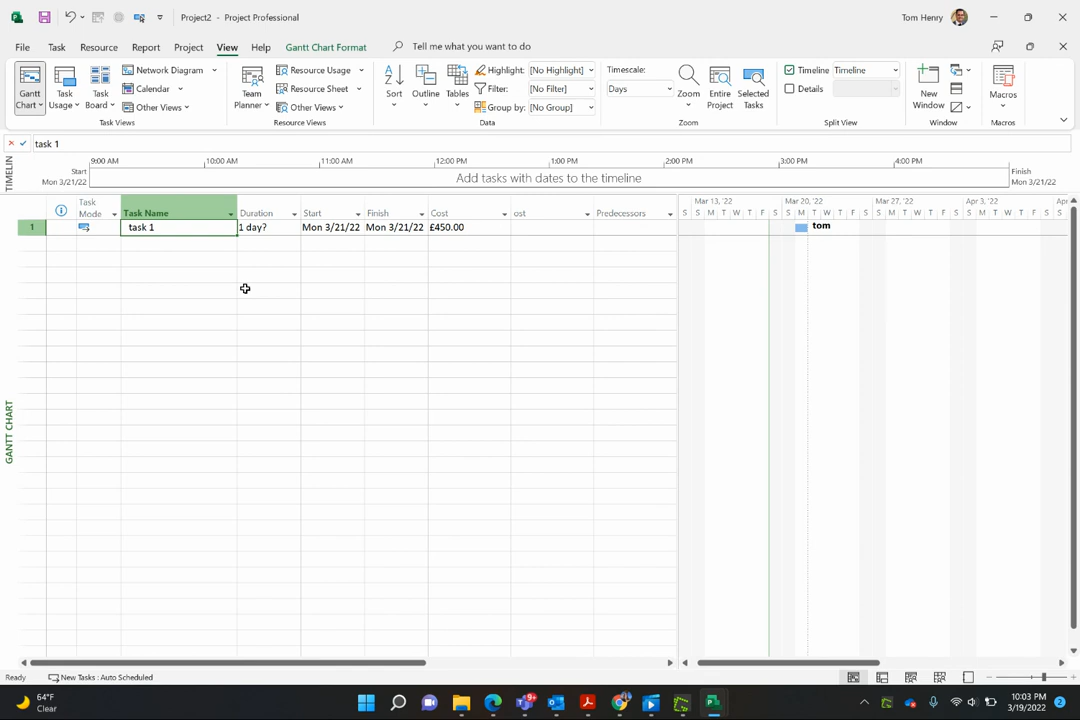 Project2 - Project Professional
Tom Henry
File Task Resource Report Project View Help Gantt Chart Format Tell me what you want to do
Gantt Chart
Task Usage
Task Board
Network Diagram
Calendar
Other Views
Task Views
Team Planner
Resource Usage
Resource Sheet
Other Views
Resource Views
Sort
Outline
Tables
Highlight: [No Highlight]
Filter: [No Filter]
Group by: [No Group]
Data
Timescale:
Days
Zoom
Entire Project
Selected Tasks
Zoom
Timeline Timeline
Details
Split View
New Window
Window
Macros
Macros
task 1
TIMELIN
9:00 AM 10:00 AM 11:00 AM 12:00 PM 1:00 PM 2:00 PM 3:00 PM 4:00 PM
Start
Mon 3/21/22
Add tasks with dates to the timeline
Finish
Mon 3/21/22
Task Mode Task Name Duration Start Finish Cost ost Predecessors
Mar 13, '22 Mar 20, '22 Mar 27, '22 Apr 3, '22 Ap
S S M T W T F S S M T W T F S S M T W T F S S M T W T F S S
1 task 1 1 day? Mon 3/21/22 Mon 3/21/22 £450.00
tom
GANTT CHART
Ready New Tasks : Auto Scheduled
64°F
Clear
10:03 PM
3/19/2022